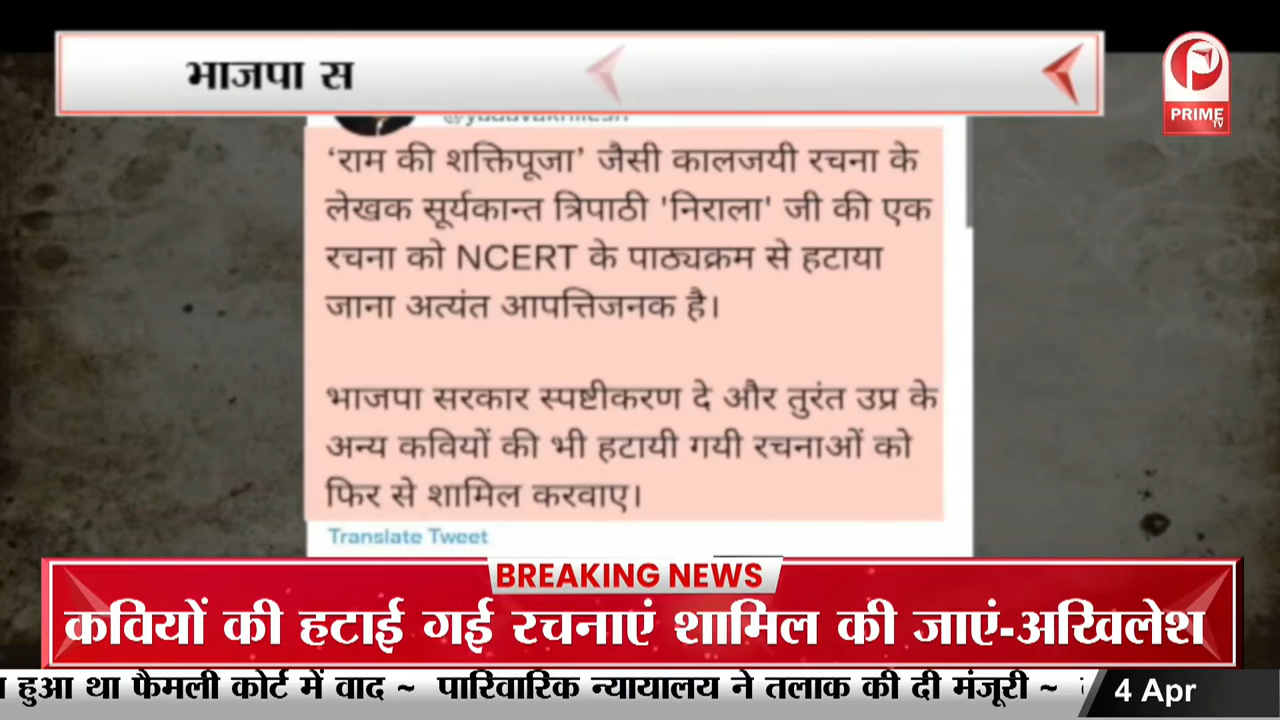 भाजपा स
PRIME
TV
‘राम की शक्तिपूजा’ जैसी कालजयी रचना के
लेखक सूर्यकान्त त्रिपाठी 'निराला' जी की एक
रचना को NCERT के पाठ्यक्रम से हटाया
जाना अत्यंत आपत्तिजनक है।
भाजपा सरकार स्पष्टीकरण दे और तुरंत उप्र के
अन्य कवियों की भी हटायी गयी रचनाओं को
फिर से शामिल करवाए।
Translate Tweet
BREAKING NEWS
कवियों की हटाई गई रचनाएं शामिल की जाएं-अखिलेश
हुआ था फैमली कोर्ट में वाद ~ पारिवारिक न्यायालय ने तलाक की दी मंजूरी ~
4 Apr